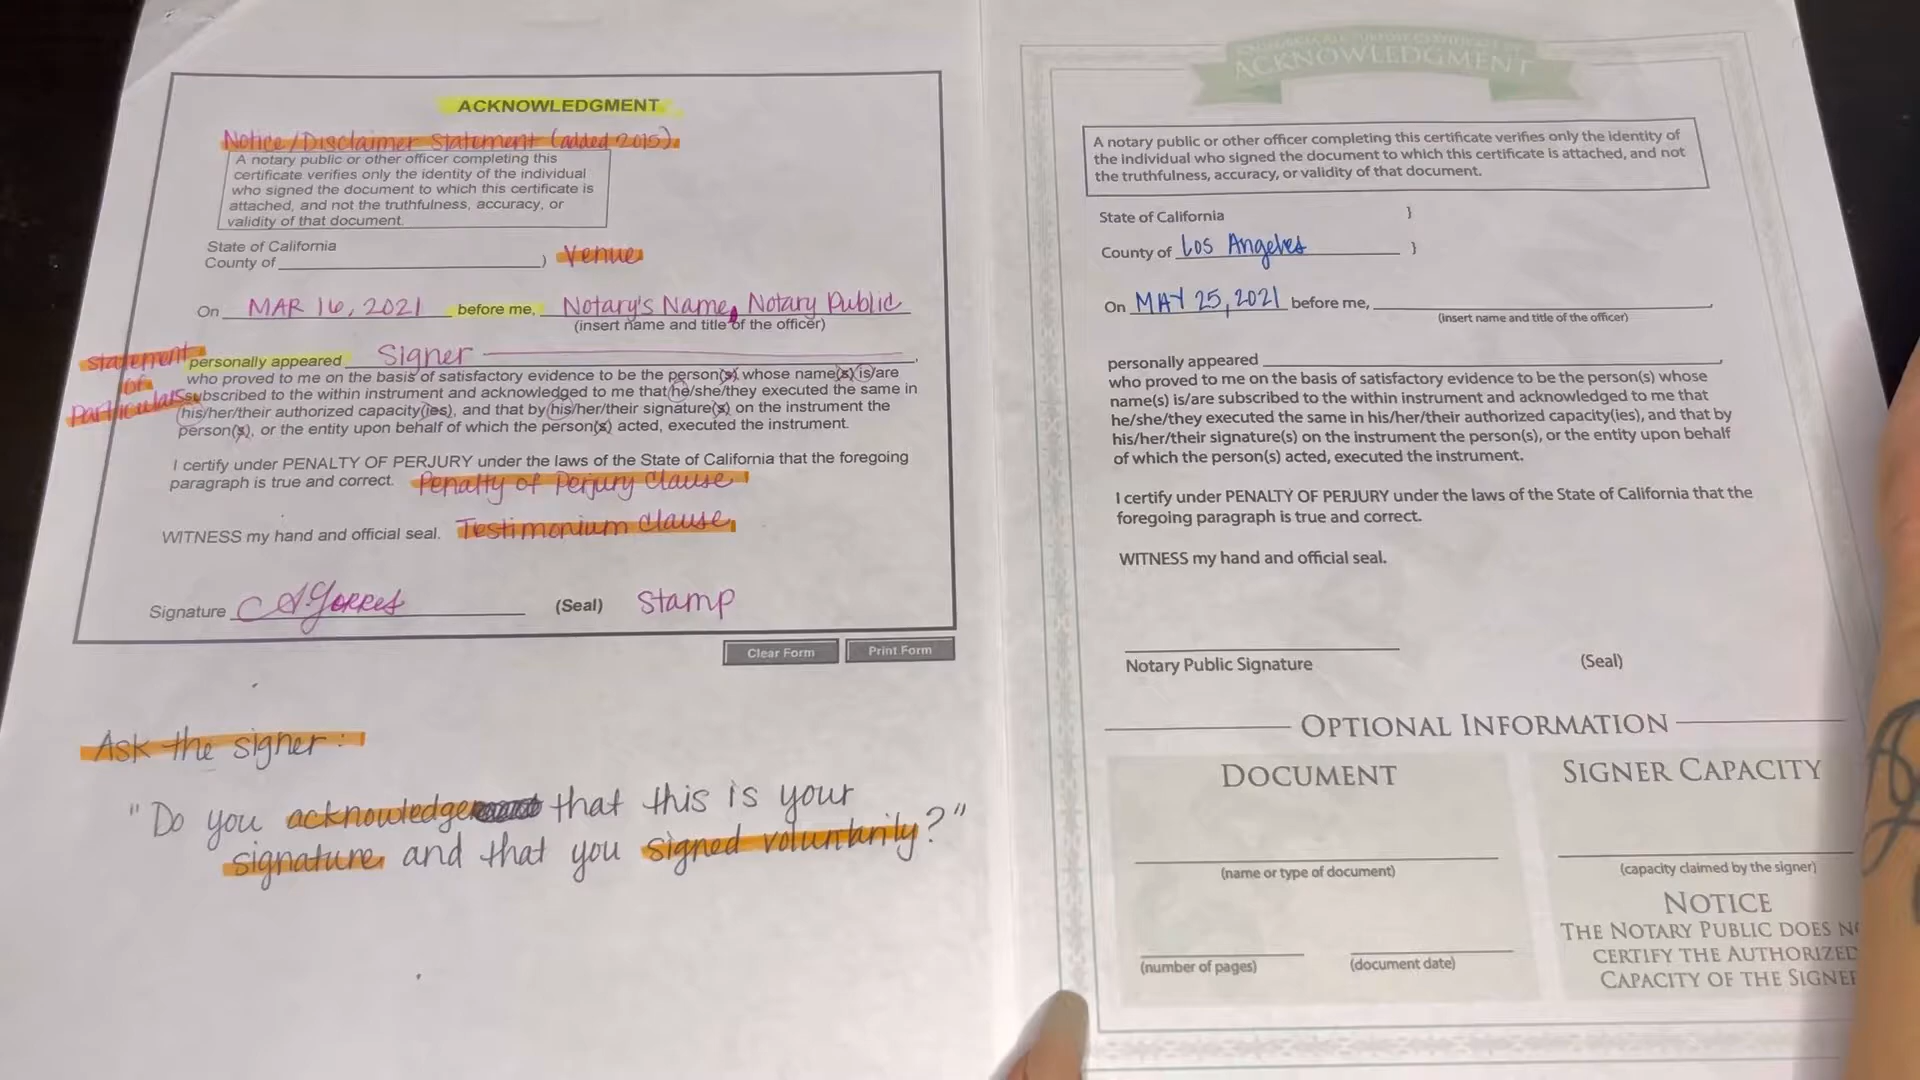 ACKNOWLEDGMENT
Notice/Disclaimer Statement (added 2015)
A notary public or other officer completing this
certificate verifies only the identity of the individual
who signed the document to which this certificate is
attached, and not the truthfulness, accuracy, or
validity of that document.
State of California
County of ) Venue
On MAR 16, 2021 before me, Notary's Name, Notary Public
(insert name and title of the officer)
Statement of Particulars
personally appeared Signer ,
who proved to me on the basis of satisfactory evidence to be the person(s) whose name(s) is/are
subscribed to the within instrument and acknowledged to me that he/she/they executed the same in
his/her/their authorized capacity(ies), and that by his/her/their signature(s) on the instrument the
person(s), or the entity upon behalf of which the person(s) acted, executed the instrument.
I certify under PENALTY OF PERJURY under the laws of the State of California that the foregoing
paragraph is true and correct. Penalty of Perjury Clause
WITNESS my hand and official seal. Testimonium Clause
Signature (Seal) Stamp
Clear Form Print Form
Ask the signer:
"Do you acknowledge that this is your
signature and that you signed voluntarily?"
ACKNOWLEDGMENT
A notary public or other officer completing this certificate verifies only the identity of
the individual who signed the document to which this certificate is attached, and not
the truthfulness, accuracy, or validity of that document.
State of California }
County of Los Angeles }
On MAY 25, 2021 before me, ,
(insert name and title of the officer)
personally appeared ,
who proved to me on the basis of satisfactory evidence to be the person(s) whose
name(s) is/are subscribed to the within instrument and acknowledged to me that
he/she/they executed the same in his/her/their authorized capacity(ies), and that by
his/her/their signature(s) on the instrument the person(s), or the entity upon behalf
of which the person(s) acted, executed the instrument.
I certify under PENALTY OF PERJURY under the laws of the State of California that the
foregoing paragraph is true and correct.
WITNESS my hand and official seal.
Notary Public Signature (Seal)
OPTIONAL INFORMATION
DOCUMENT
(name or type of document)
(number of pages) (document date)
SIGNER CAPACITY
(capacity claimed by the signer)
NOTICE
THE NOTARY PUBLIC DOES
CERTIFY THE AUTHORIZED
CAPACITY OF THE SIGNER